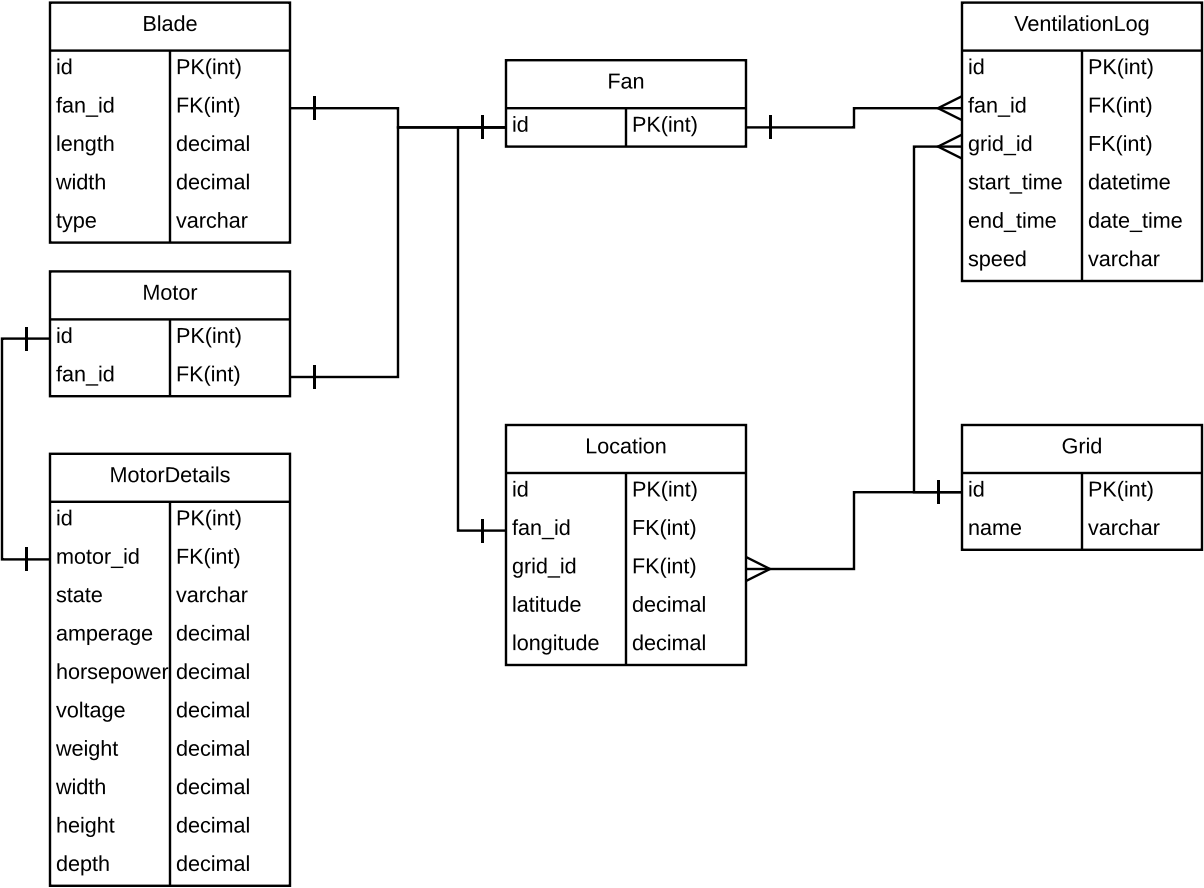 Blade
id PK(int)
fan_id FK(int)
length decimal
width decimal
type varchar
Motor
id PK(int)
fan_id FK(int)
MotorDetails
id PK(int)
motor_id FK(int)
state varchar
amperage decimal
horsepower decimal
voltage decimal
weight decimal
width decimal
height decimal
depth decimal
Fan
id PK(int)
Location
id PK(int)
fan_id FK(int)
grid_id FK(int)
latitude decimal
longitude decimal
VentilationLog
id PK(int)
fan_id FK(int)
grid_id FK(int)
start_time datetime
end_time date_time
speed varchar
Grid
id PK(int)
name varchar